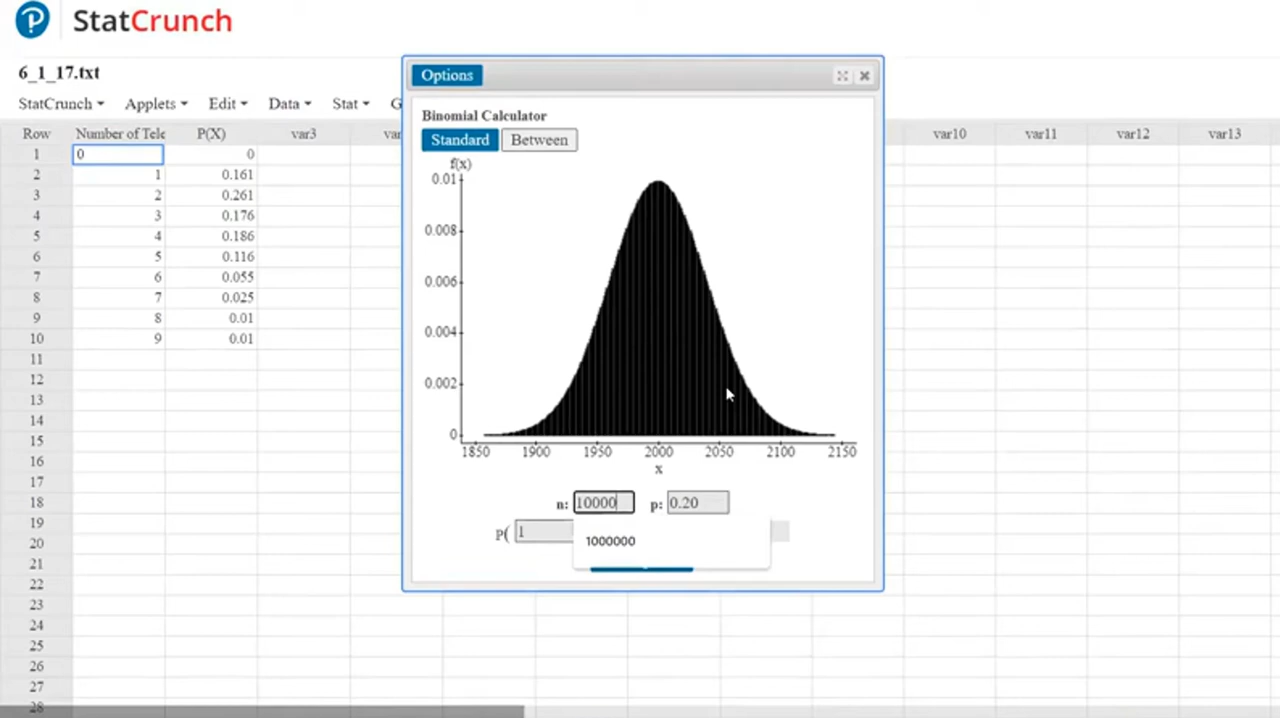 StatCrunch
6_1_17.txt
StatCrunch Applets Edit Data Stat G
Options
Row Number of Tele P(X) var3 var var10 var11 var12 var13
1 0 0
2 1 0.161
3 2 0.261
4 3 0.176
5 4 0.186
6 5 0.116
7 6 0.055
8 7 0.025
9 8 0.01
10 9 0.01
11
12
13
14
15
16
17
18
19
20
21
22
23
24
25
26
27
28
Binomial Calculator
Standard Between
f(x)
0.01
0.008
0.006
0.004
0.002
0
1850 1900 1950 2000 2050 2100 2150
x
n: 10000 p: 0.20
P( 1
1000000